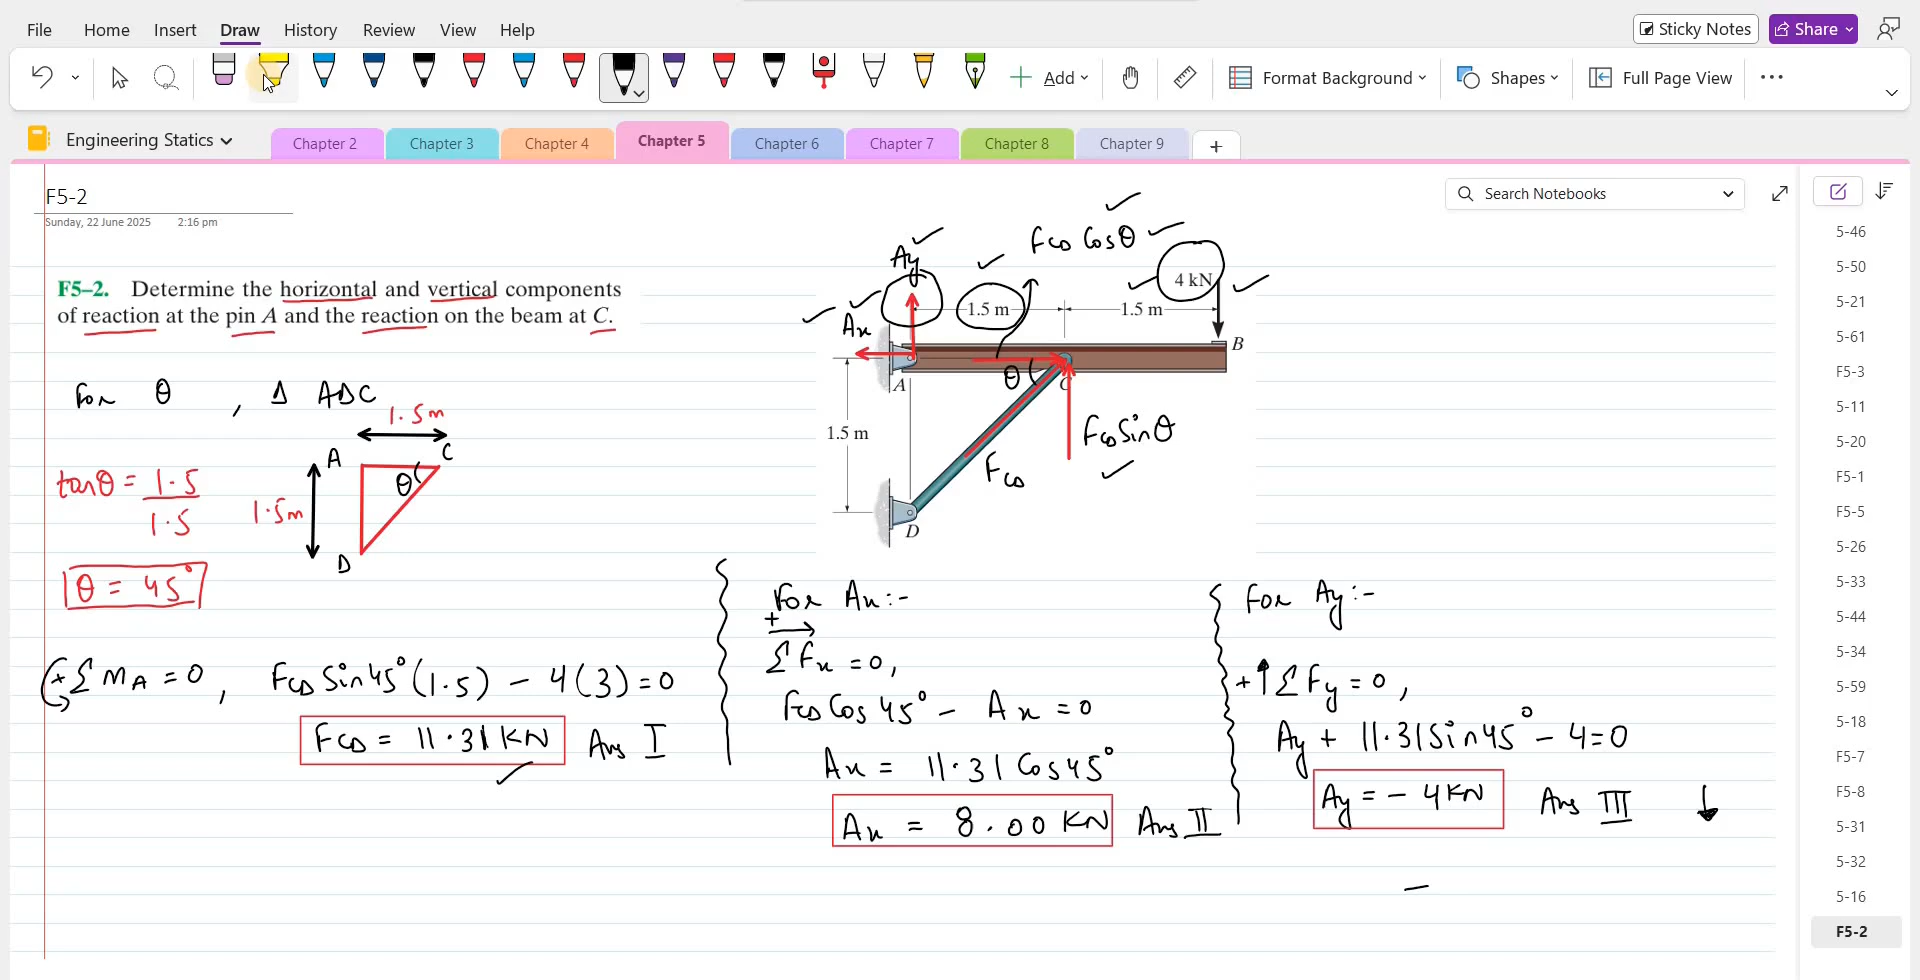 File Home Insert Draw History Review View Help
Sticky Notes Share
Add Format Background Shapes Full Page View
Engineering Statics Chapter 2 Chapter 3 Chapter 4 Chapter 5 Chapter 6 Chapter 7 Chapter 8 Chapter 9 +
Search Notebooks
F5-2
Sunday, 22 June 2025 2:16 pm
F5–2. Determine the horizontal and vertical components
of reaction at the pin A and the reaction on the beam at C.
For θ , Δ ADC
1.5m
A
C
θ
1.5m
D
tanθ = 1.5
1.5
θ = 45°
FCD Cosθ
Ay
4 kN
1.5 m
1.5 m
Ax
B
A
θ
C
1.5 m
FCD Sinθ
FCD
D
+ΣMA = 0 , FCD Sin45°(1.5) – 4(3) = 0
FCD = 11.31 KN Ans I
For Ax:-
+
ΣFx = 0,
FCD Cos 45° – Ax = 0
Ax = 11.31 Cos45°
Ax = 8.00 KN Ans II
For Ay:-
+↑ΣFy = 0,
Ay + 11.31Sin45° – 4 = 0
Ay = – 4KN Ans III ↓
–
5-46
5-50
5-21
5-61
F5-3
5-11
5-20
F5-1
F5-5
5-26
5-33
5-44
5-34
5-59
5-18
F5-7
F5-8
5-31
5-32
5-16
F5-2